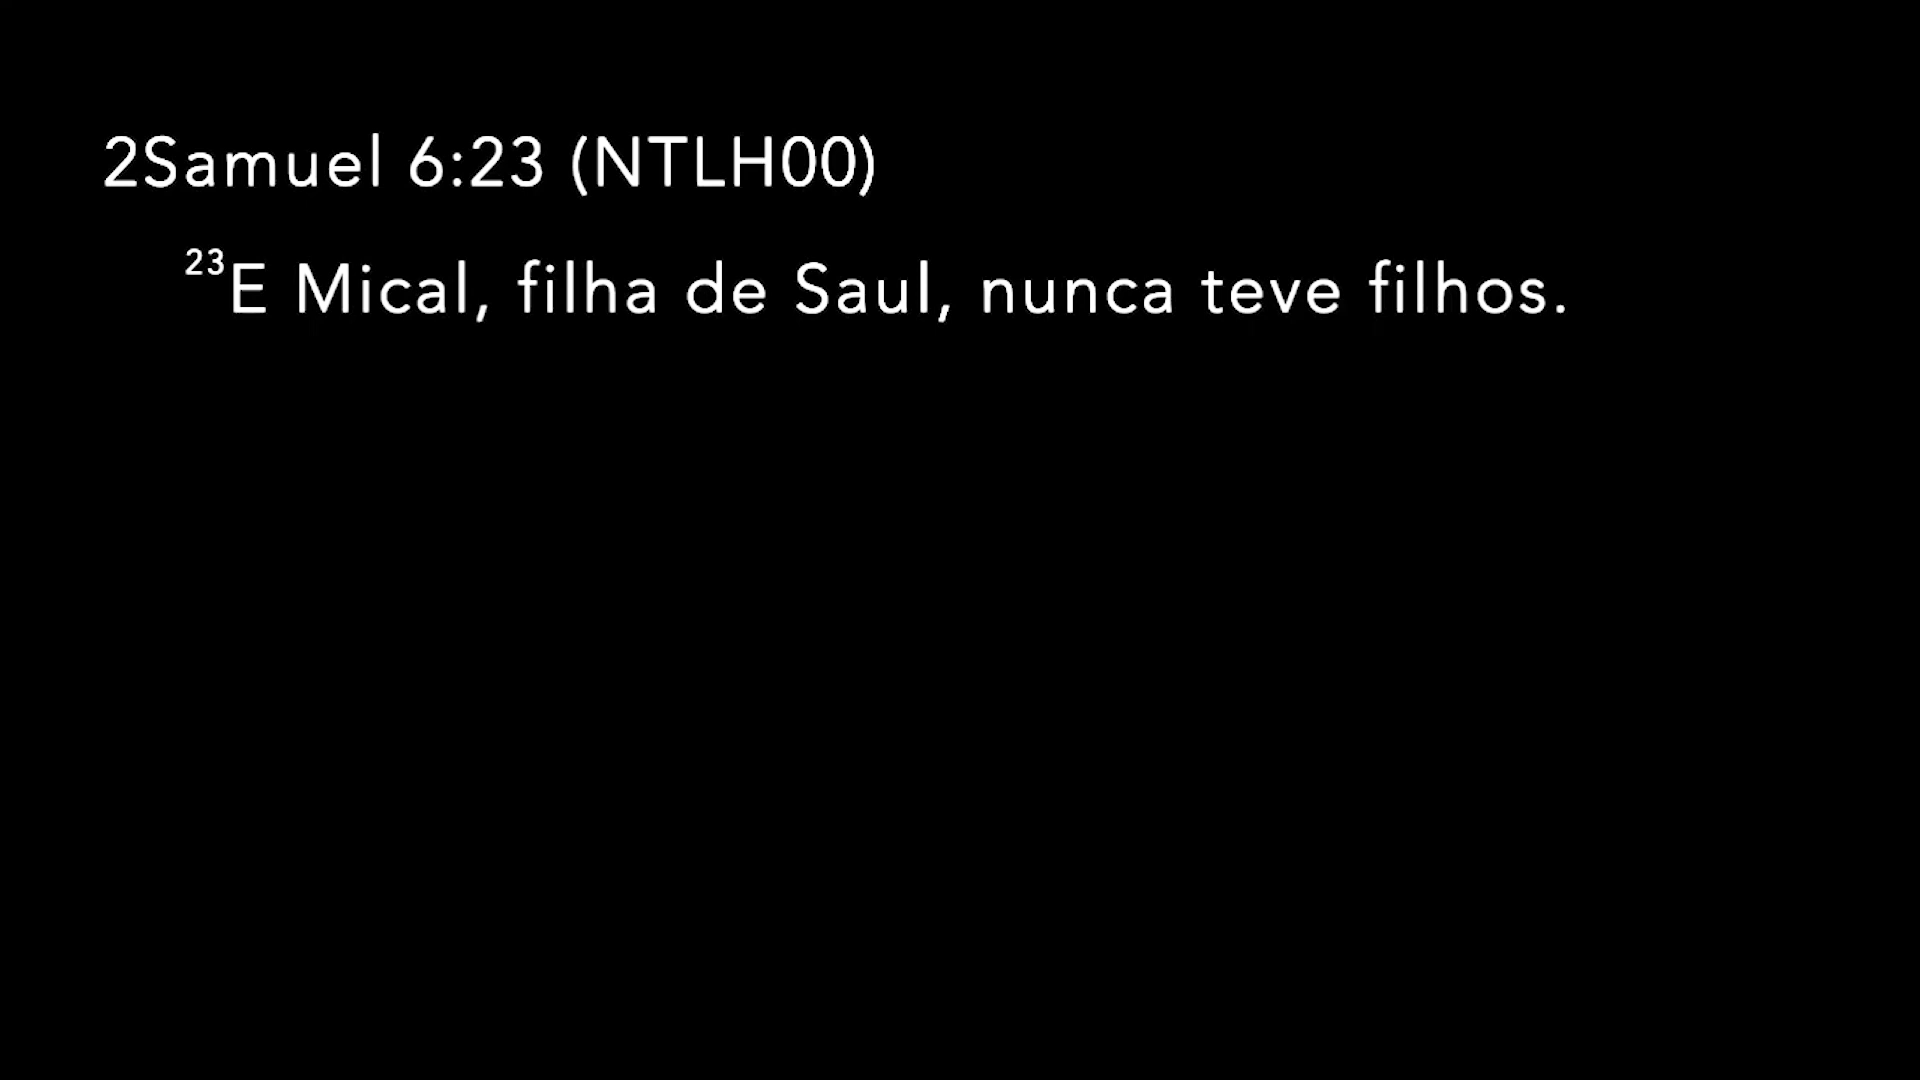 2Samuel 6:23 (NTLH00)
²³E Mical, filha de Saul, nunca teve filhos.